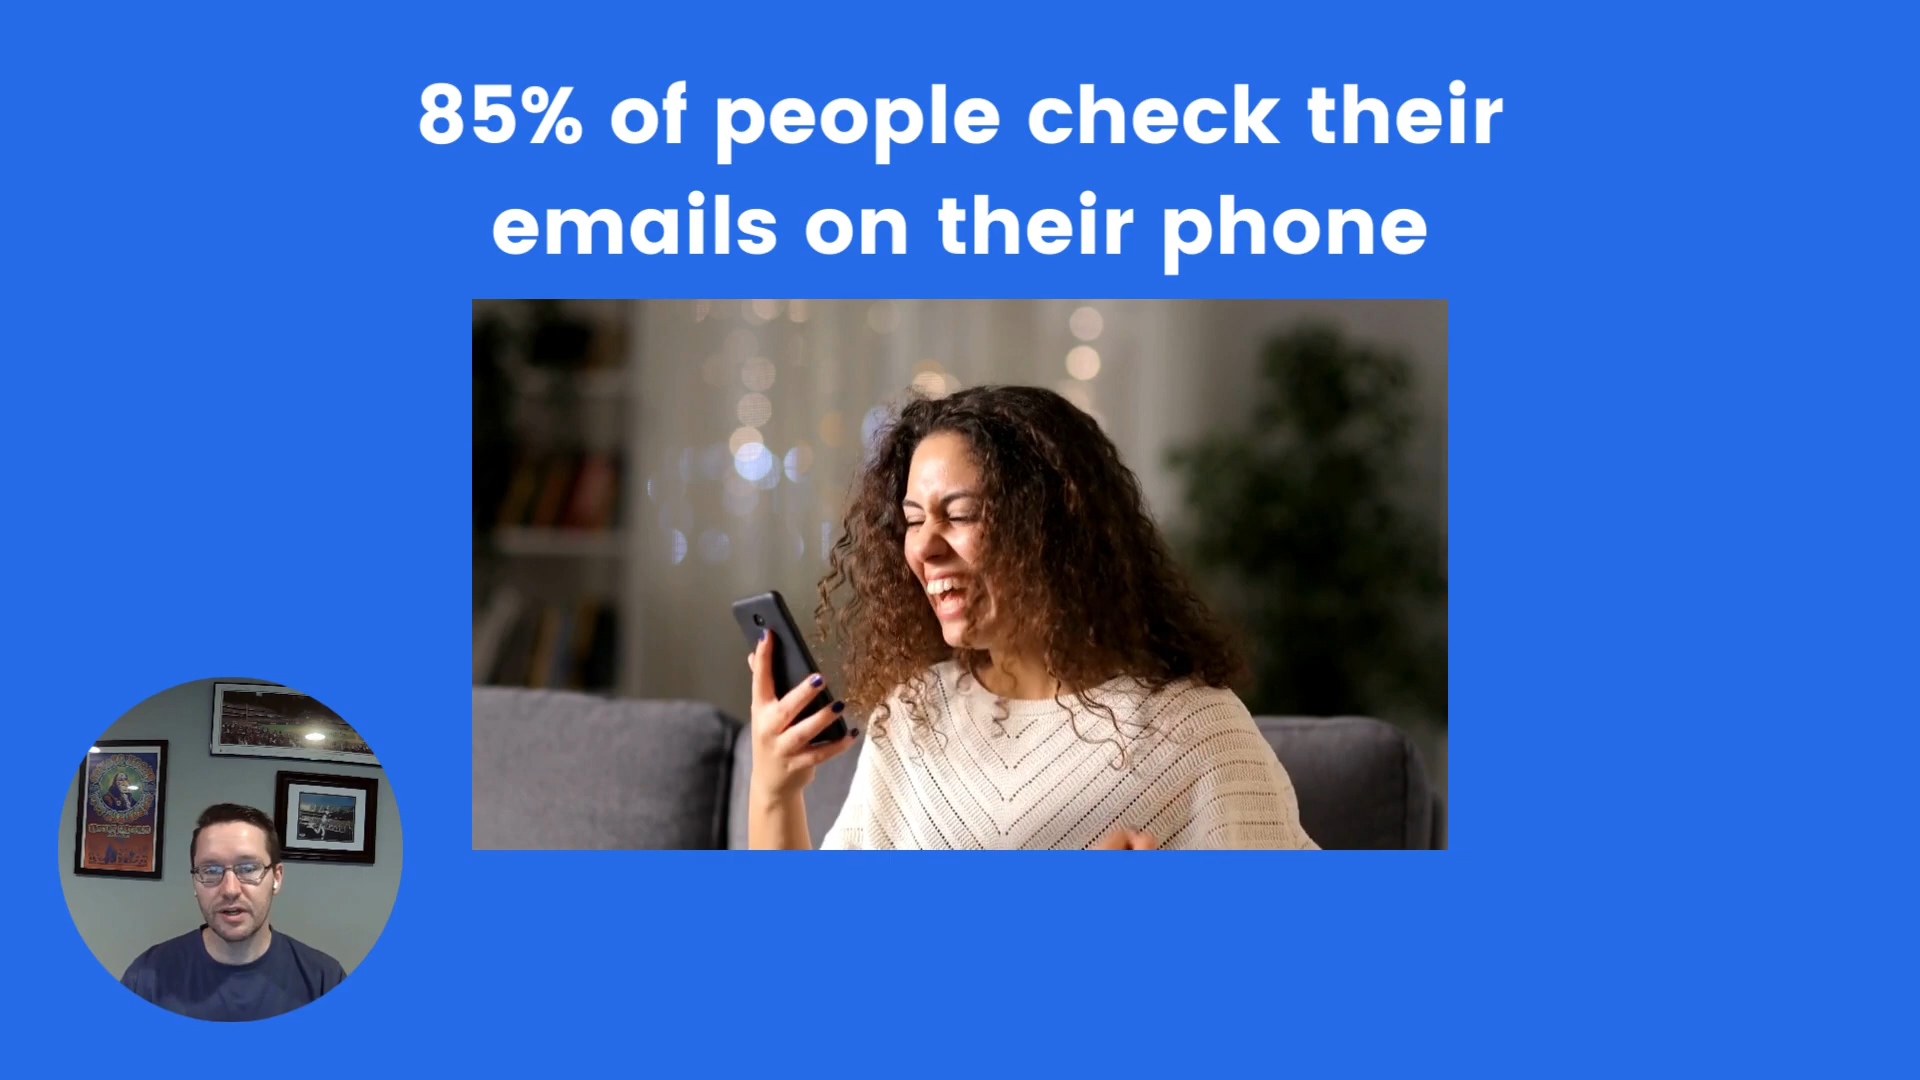 85% of people check their
emails on their phone